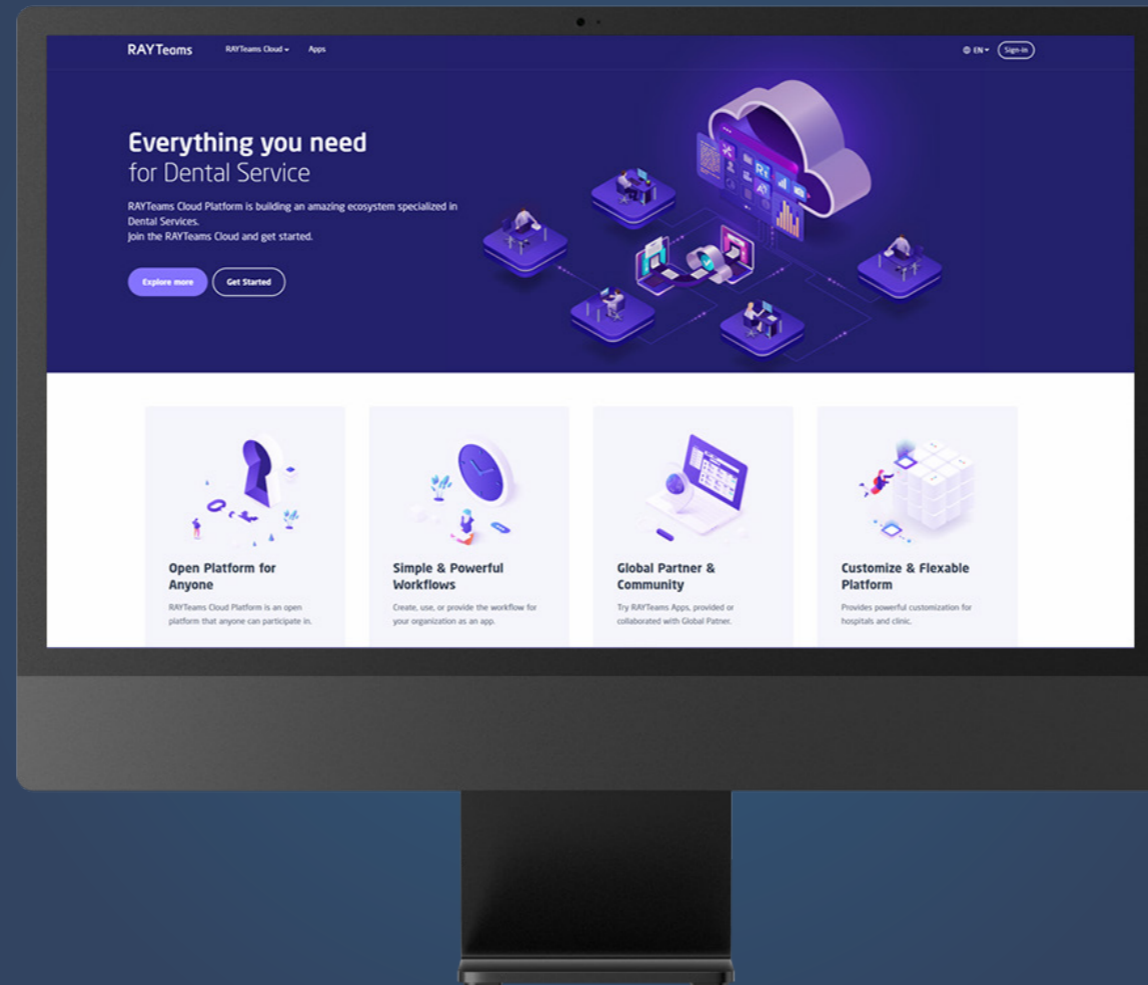 RAYTeams
RAYTeams Cloud
Apps
EN
Sign-in
Everything you need
for Dental Service
RAYTeams Cloud Platform is building an amazing ecosystem specialized in
Dental Services.
Join the RAYTeams Cloud and get started.
Explore more
Get Started
Open Platform for
Anyone
RAYTeams Cloud Platform is an open
platform that anyone can participate in.
Simple & Powerful
Workflows
Create, use, or provide the workflow for
your organization as an app.
Global Partner &
Community
Try RAYTeams Apps, provided or
collaborated with Global Patner.
Customize & Flexable
Platform
Provides powerful customization for
hospitals and clinic.